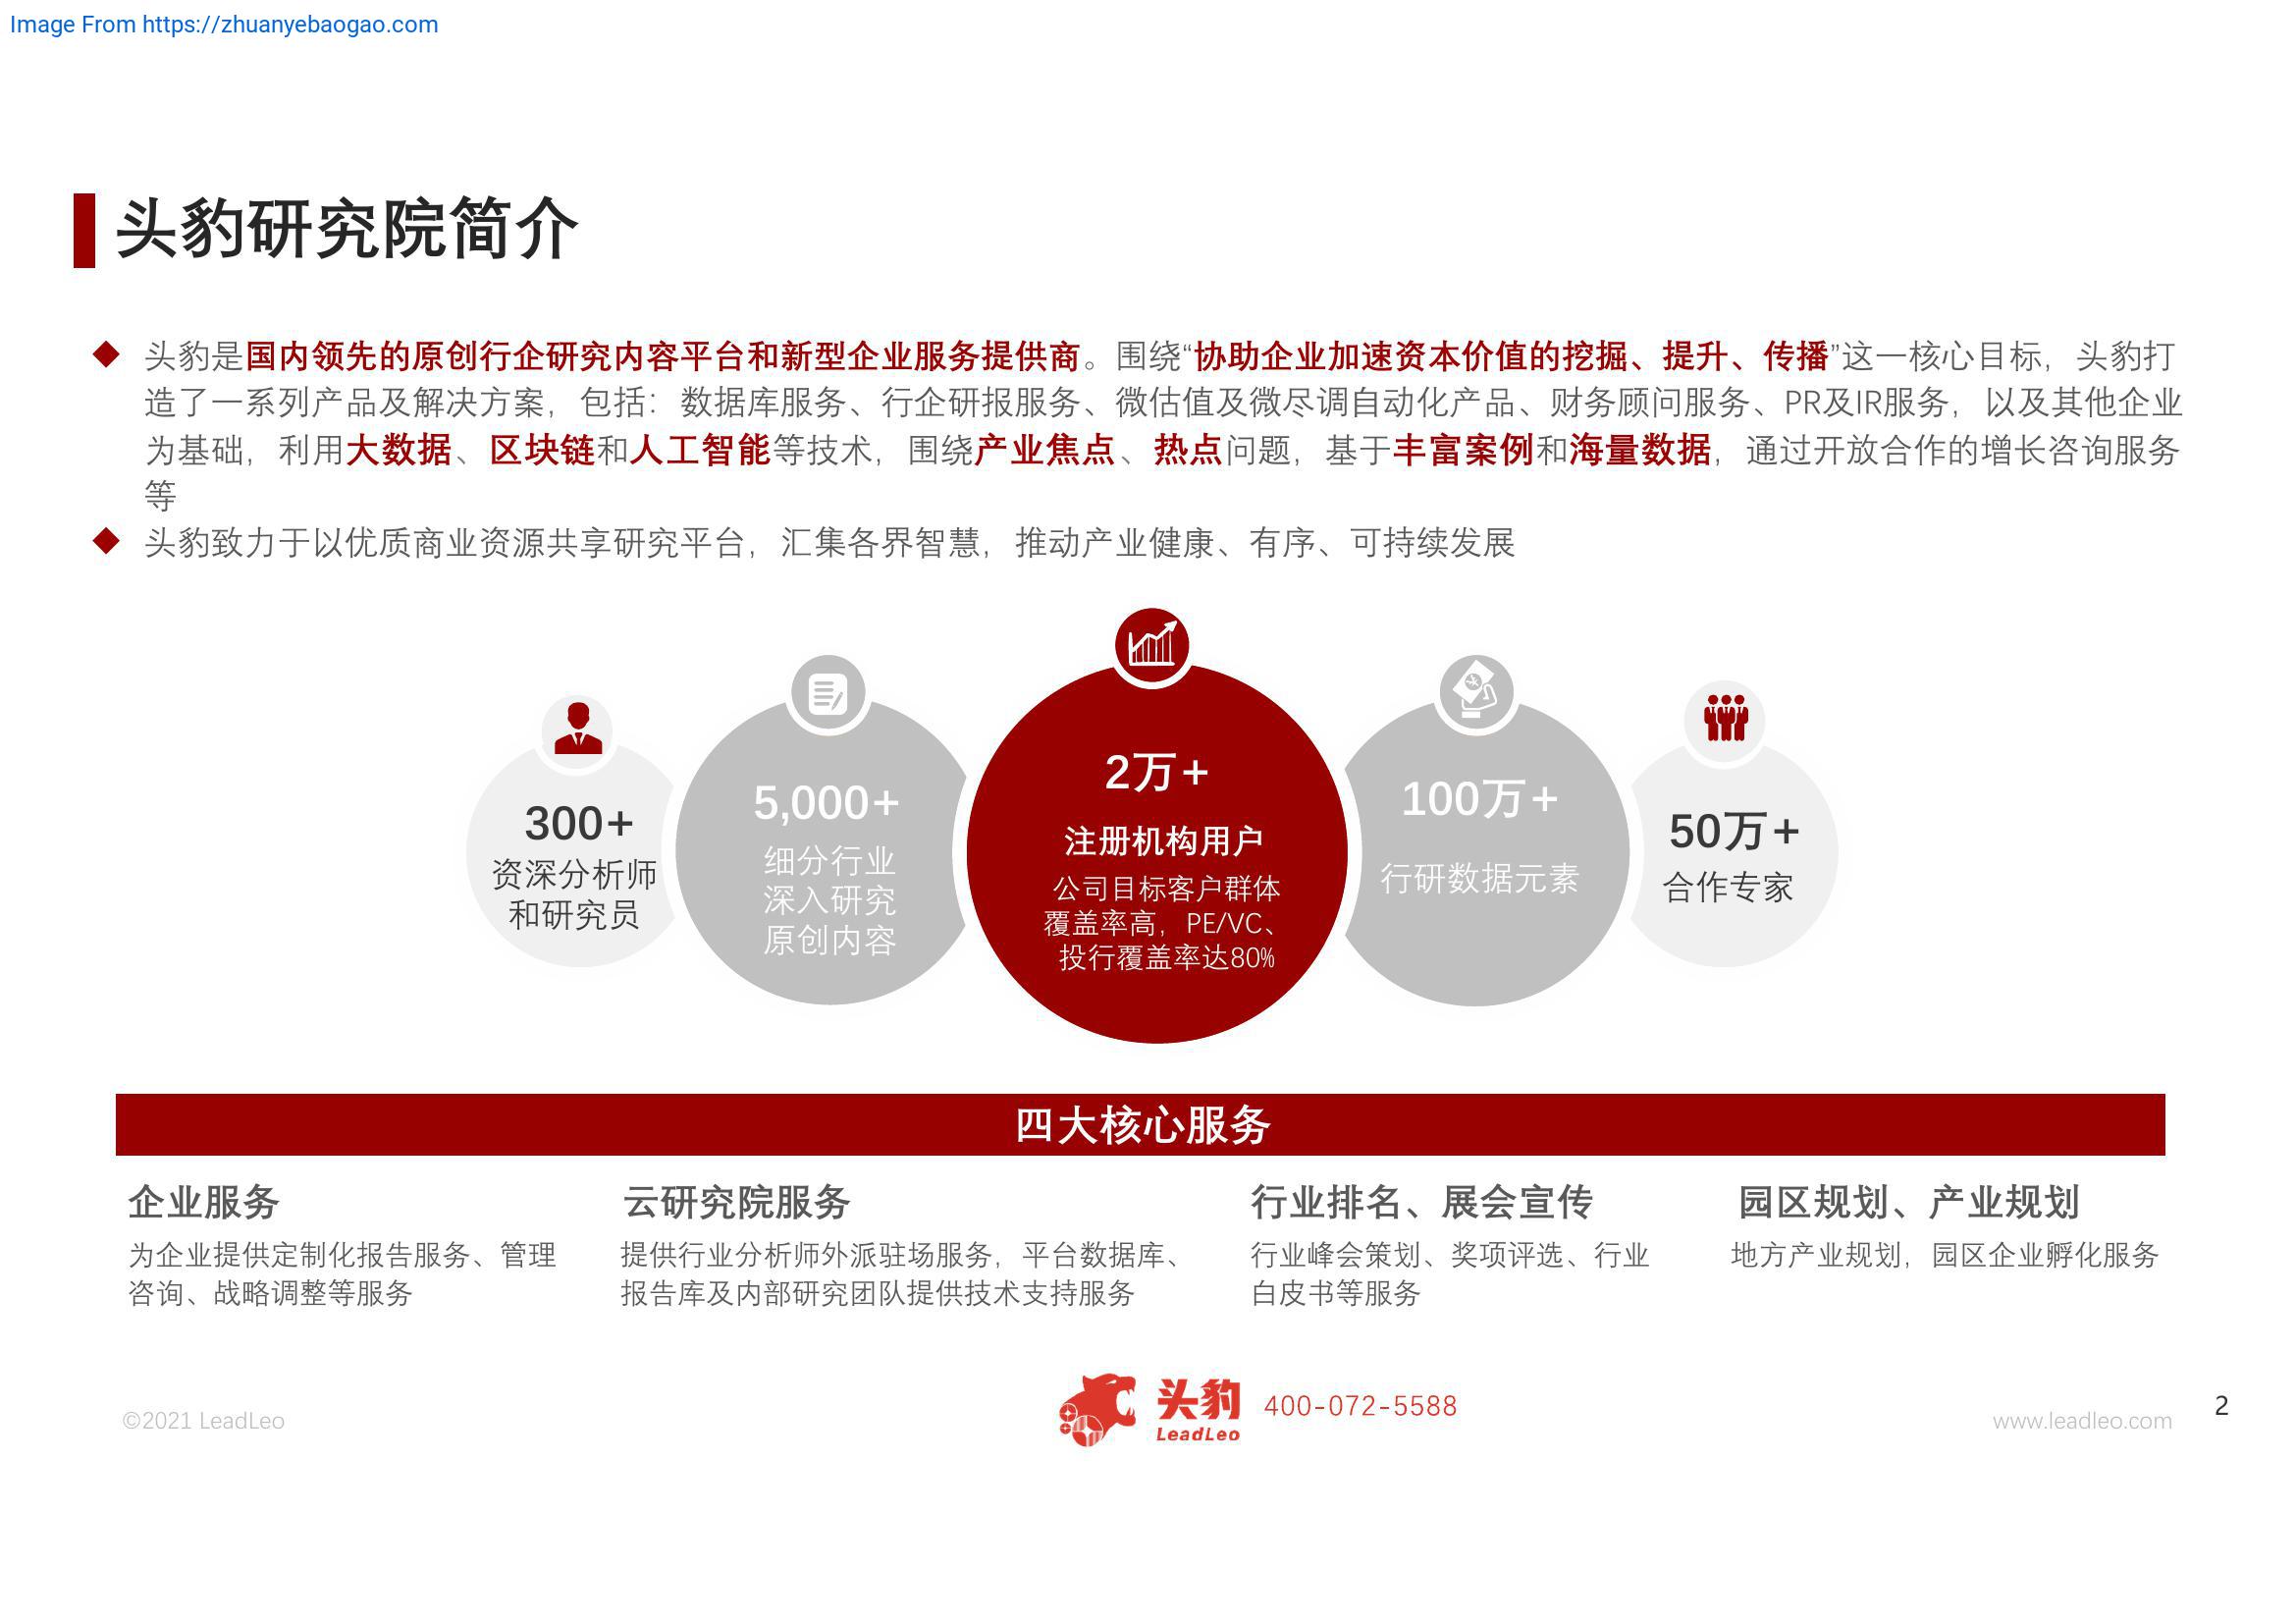 Image From https://zhuanyebaogao.com
头豹研究院简介
头豹是国内领先的原创行企研究内容平台和新型企业服务提供商。围绕“协助企业加速资本价值的挖掘、提升、传播”这一核心目标，头豹打
造了一系列产品及解决方案，包括：数据库服务、行企研报服务、微估值及微尽调自动化产品、财务顾问服务、PR及IR服务，以及其他企业
为基础，利用大数据、区块链和人工智能等技术，围绕产业焦点、热点问题，基于丰富案例和海量数据，通过开放合作的增长咨询服务
等
头豹致力于以优质商业资源共享研究平台，汇集各界智慧，推动产业健康、有序、可持续发展
300+
资深分析师
和研究员
5,000+
细分行业
深入研究
原创内容
2万+
注册机构用户
公司目标客户群体
覆盖率高，PE/VC、
投行覆盖率达80%
100万+
行研数据元素
50万+
合作专家
四大核心服务
企业服务
为企业提供定制化报告服务、管理
咨询、战略调整等服务
云研究院服务
提供行业分析师外派驻场服务，平台数据库、
报告库及内部研究团队提供技术支持服务
行业排名、展会宣传
行业峰会策划、奖项评选、行业
白皮书等服务
园区规划、产业规划
地方产业规划，园区企业孵化服务
©2021 LeadLeo
头豹
LeadLeo
400-072-5588
www.leadleo.com
2